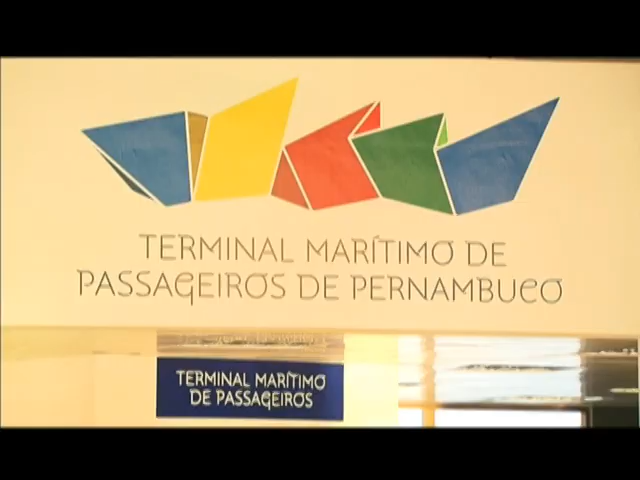 TERMINAL MARÍTIMO DE
PASSAGEIROS DE PERNAMBUCO
TERMINAL MARÍTIMO
DE PASSAGEIROS